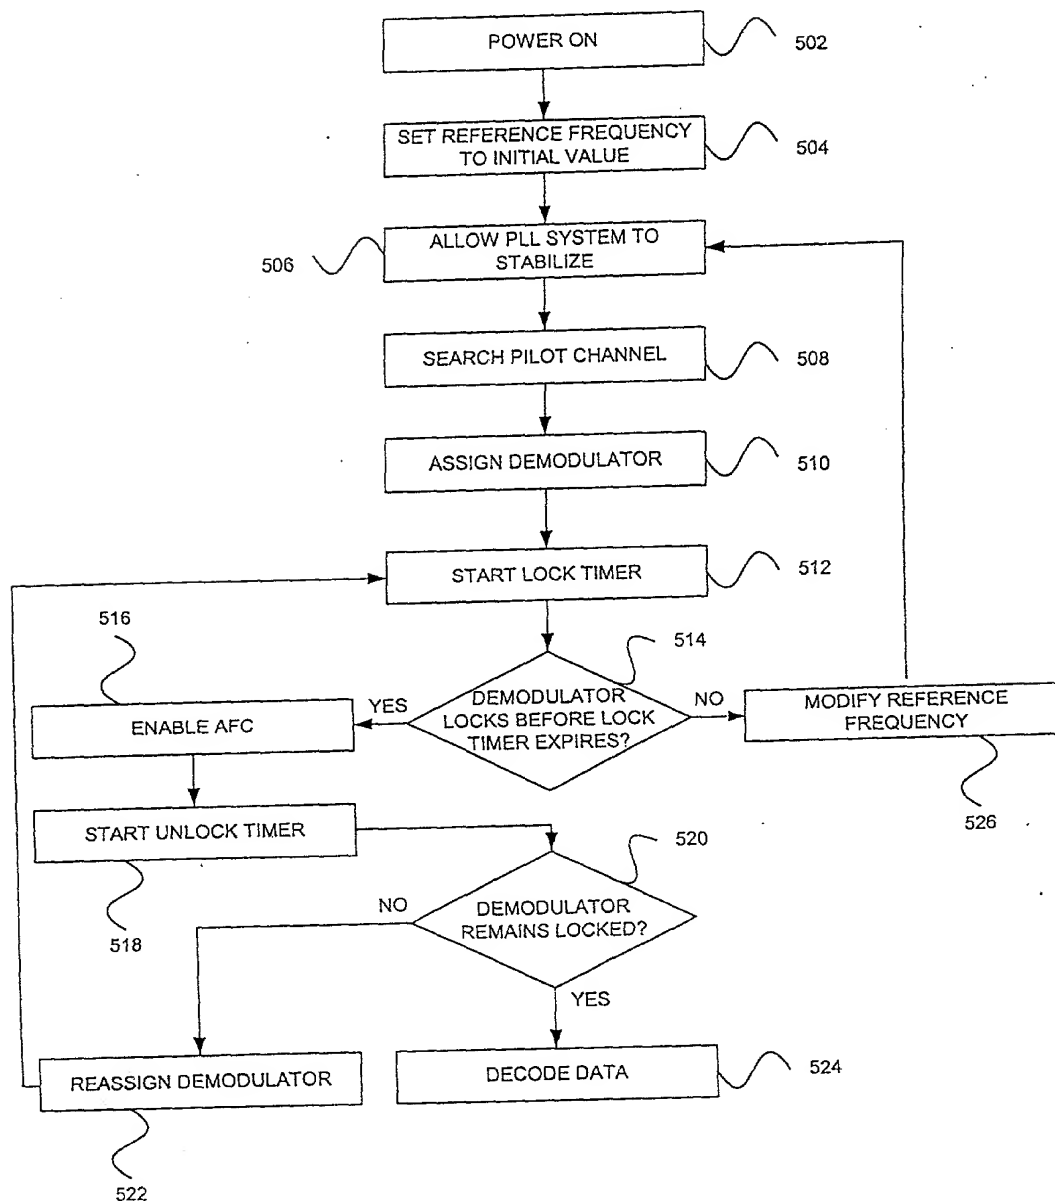 POWER ON
502
SET REFERENCE FREQUENCY
TO INITIAL VALUE
504
ALLOW PLL SYSTEM TO
STABILIZE
506
SEARCH PILOT CHANNEL
508
ASSIGN DEMODULATOR
510
START LOCK TIMER
512
516
514
YES
DEMODULATOR
LOCKS BEFORE LOCK
TIMER EXPIRES?
NO
ENABLE AFC
MODIFY REFERENCE
FREQUENCY
526
START UNLOCK TIMER
518
520
NO
DEMODULATOR
REMAINS LOCKED?
YES
REASSIGN DEMODULATOR
522
DECODE DATA
524